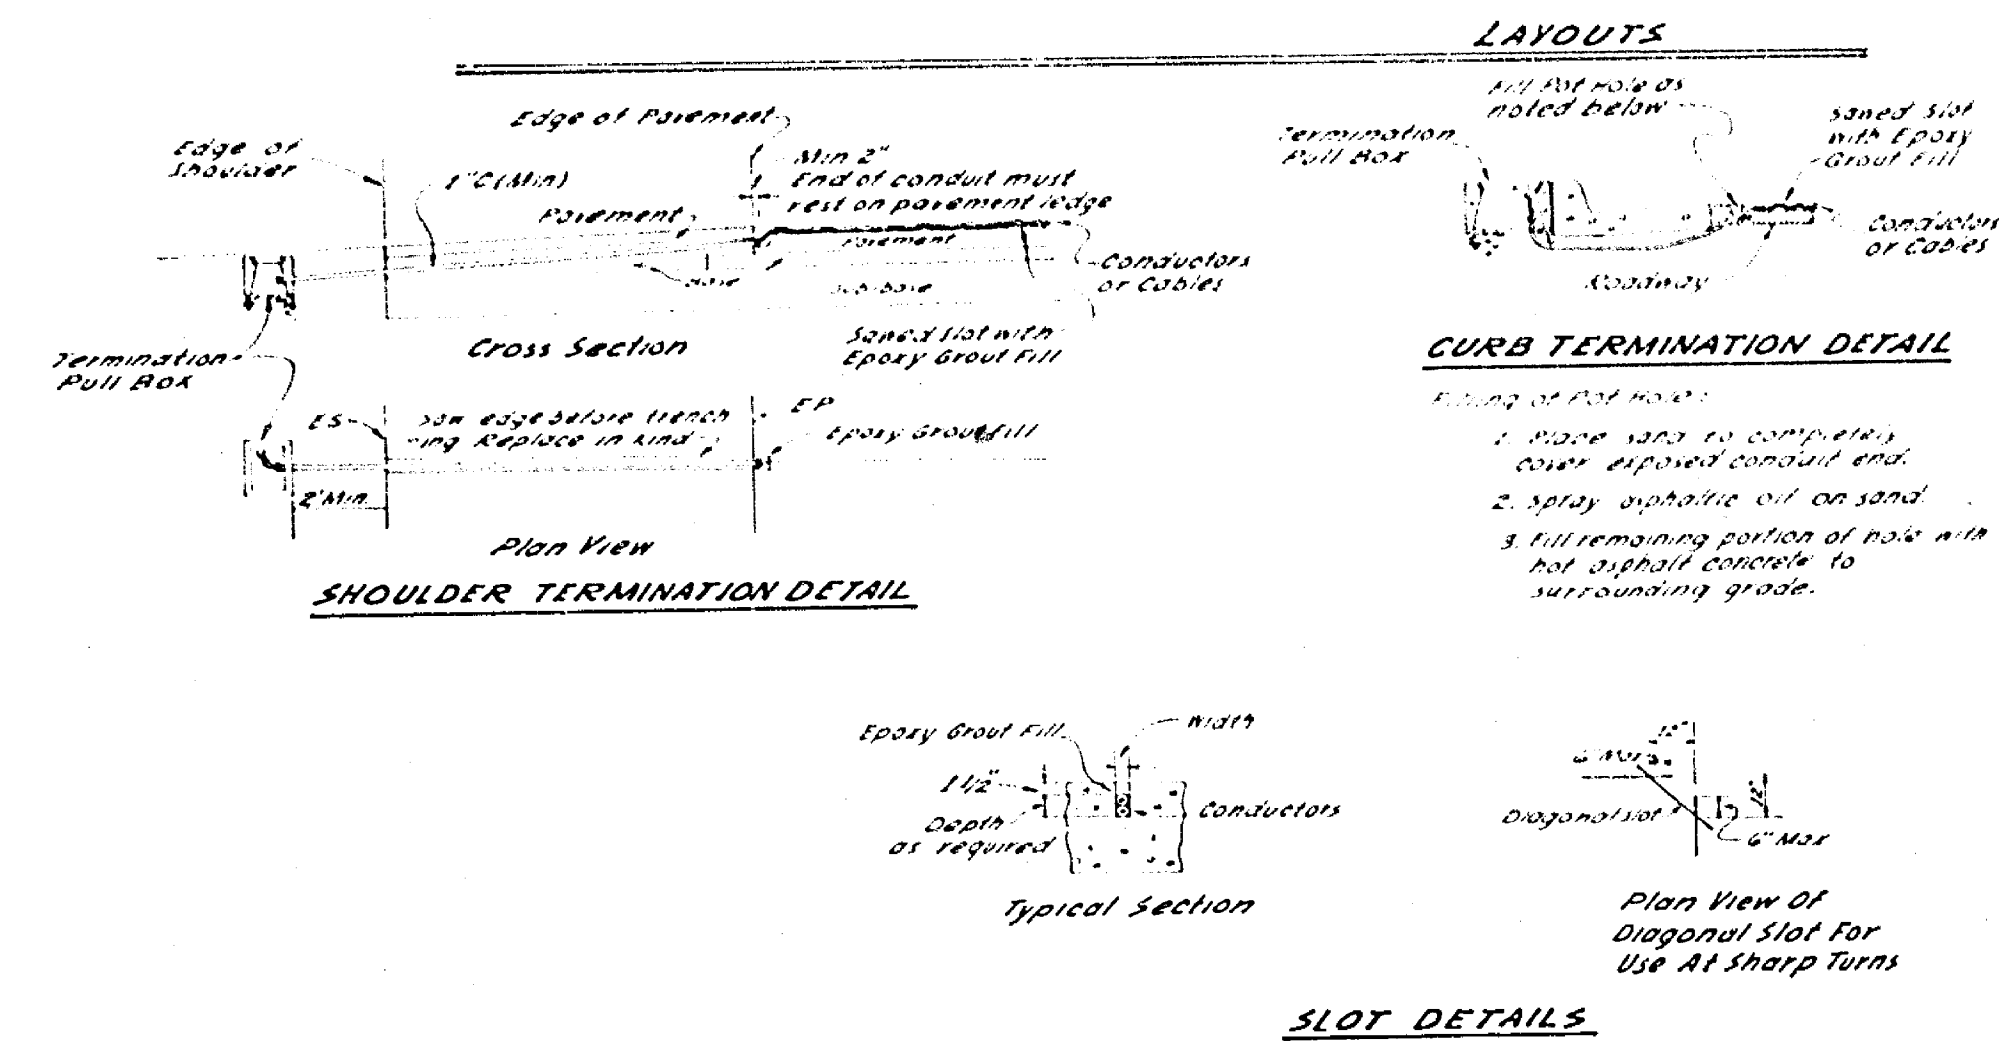 LAYOUTS
Edge of Pavement
Edge of
Shoulder
1"C(Min)
Pavement
Min 2"
End of conduit must
rest on pavement ledge
Pavement
Base
Sub-base
Conductors
or Cables
Cross Section
Sawed Slot with
Epoxy Grout Fill
Termination
Pull Box
ES
Saw edge before trench
-ing Replace in kind
EP
Epoxy Grout Fill
2' Min.
Plan View
SHOULDER TERMINATION DETAIL
Fill Pot Hole as
noted below
Termination
Pull Box
Sawed Slot
with Epoxy
Grout Fill
Conductors
or Cables
Roadway
CURB TERMINATION DETAIL
Filling of Pot Hole:
1. Place sand to completely
cover exposed conduit end.
2. Spray asphaltic oil on sand.
3. Fill remaining portion of hole with
hot asphalt concrete to
surrounding grade.
Epoxy Grout Fill
Width
1 1/2"
Depth
as required
Conductors
Typical Section
12"
6" Max
Diagonal slot
12"
6" Max
Plan View Of
Diagonal Slot For
Use At Sharp Turns
SLOT DETAILS